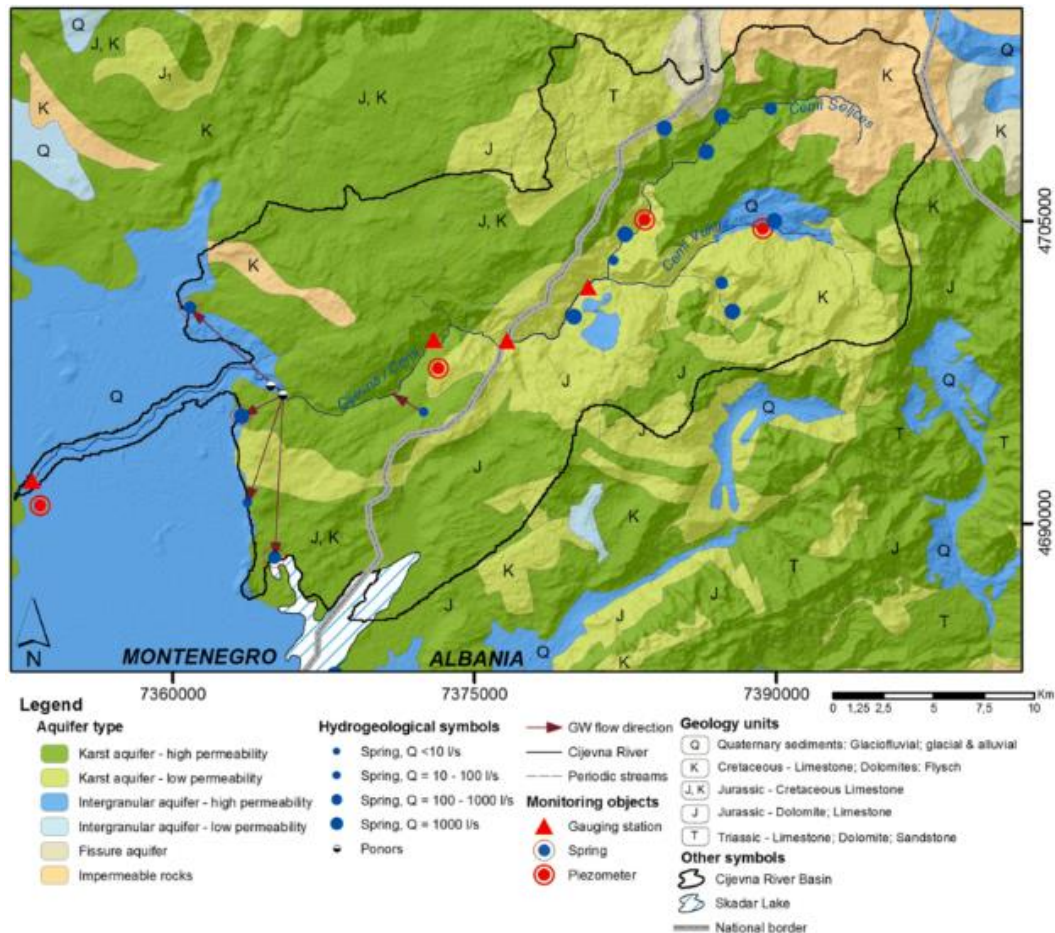 Q
J, K
J₁
K
K
Q
J, K
T
K
Q
K
Cemi Seljces
J
J, K
K
Q
K
4705000
J
K
Q
J
J
Q
Q
T
T
J
J, K
K
K
J
J
J
T
J
K
Q
T
Q
4690000
N
MONTENEGRO
ALBANIA
7360000
7375000
7390000
0 1,25 2,5 5 7,5 10
Km
Legend
Aquifer type
Karst aquifer - high permeability
Karst aquifer - low permeability
Intergranular aquifer - high permeability
Intergranular aquifer - low permeability
Fissure aquifer
Impermeable rocks
Hydrogeological symbols
Spring, Q <10 l/s
Spring, Q = 10 - 100 l/s
Spring, Q = 100 - 1000 l/s
Spring, Q = 1000 l/s
Ponors
GW flow direction
Cijevna River
Periodic streams
Monitoring objects
Gauging station
Spring
Piezometer
Geology units
Q Quaternary sediments: Glaciofluvial; glacial & alluvial
K Cretaceous - Limestone; Dolomites: Flysch
J, K Jurassic - Cretaceous Limestone
J Jurassic - Dolomite; Limestone
T Triassic - Limestone; Dolomite; Sandstone
Other symbols
Cijevna River Basin
Skadar Lake
National border